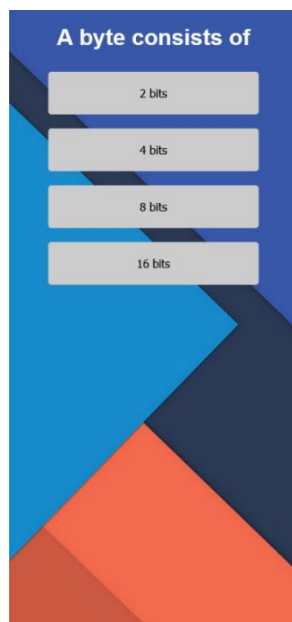 A byte consists of
2 bits
4 bits
8 bits
16 bits